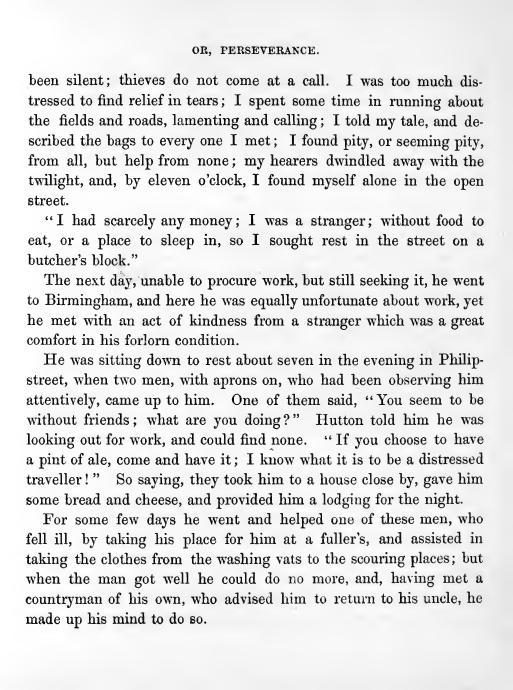 OR, PERSEVERANCE.
been silent; thieves do not come at a call. I was too much dis-
tressed to find relief in tears; I spent some time in running about
the fields and roads, lamenting and calling; I told my tale, and de-
scribed the bags to every one I met; I found pity, or seeming pity,
from all, but help from none; my hearers dwindled away with the
twilight, and, by eleven o'clock, I found myself alone in the open
street.
"I had scarcely any money; I was a stranger; without food to
eat, or a place to sleep in, so I sought rest in the street on a
butcher's block."
The next day, unable to procure work, but still seeking it, he went
to Birmingham, and here he was equally unfortunate about work, yet
he met with an act of kindness from a stranger which was a great
comfort in his forlorn condition.
He was sitting down to rest about seven in the evening in Philip-
street, when two men, with aprons on, who had been observing him
attentively, came up to him. One of them said, "You seem to be
without friends; what are you doing?" Hutton told him he was
looking out for work, and could find none. "If you choose to have
a pint of ale, come and have it; I know what it is to be a distressed
traveller!" So saying, they took him to a house close by, gave him
some bread and cheese, and provided him a lodging for the night.
For some few days he went and helped one of these men, who
fell ill, by taking his place for him at a fuller's, and assisted in
taking the clothes from the washing vats to the scouring places; but
when the man got well he could do no more, and, having met a
countryman of his own, who advised him to return to his uncle, he
made up his mind to do so.